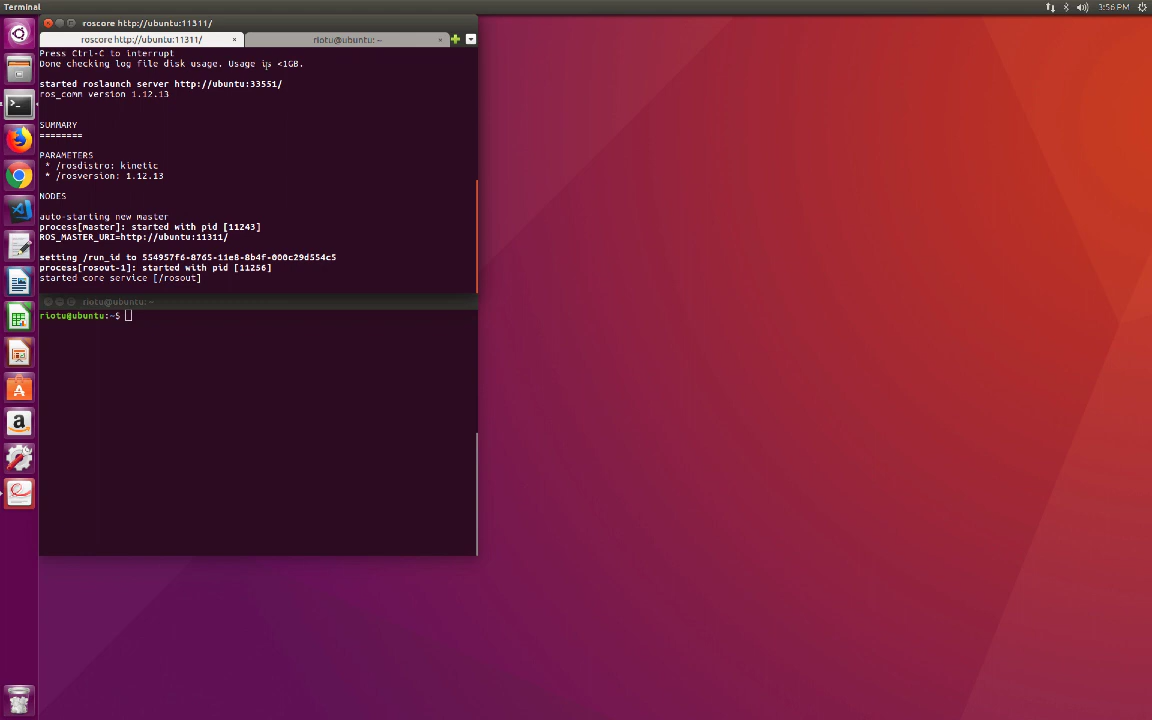 Terminal
3:56 PM
roscore http://ubuntu:11311/
roscore http://ubuntu:11311/ ×
riotu@ubuntu: ~ ×
Press Ctrl-C to interrupt
Done checking log file disk usage. Usage is <1GB.
started roslaunch server http://ubuntu:33551/
ros_comm version 1.12.13
SUMMARY
========
PARAMETERS
* /rosdistro: kinetic
* /rosversion: 1.12.13
NODES
auto-starting new master
process[master]: started with pid [11243]
ROS_MASTER_URI=http://ubuntu:11311/
setting /run_id to 554957f6-8765-11e8-8b4f-000c29d554c5
process[rosout-1]: started with pid [11256]
started core service [/rosout]
riotu@ubuntu: ~
riotu@ubuntu:~$